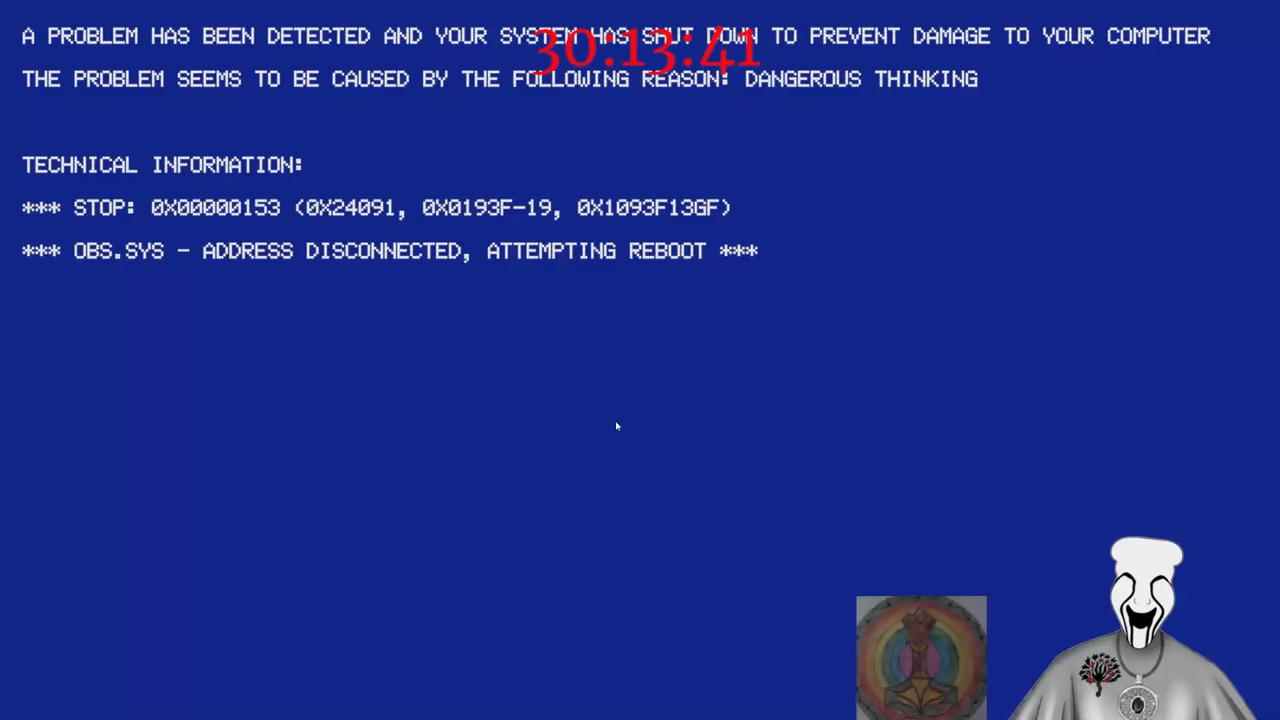 30:13:41
A PROBLEM HAS BEEN DETECTED AND YOUR SYSTEM HAS SHUT DOWN TO PREVENT DAMAGE TO YOUR COMPUTER
THE PROBLEM SEEMS TO BE CAUSED BY THE FOLLOWING REASON: DANGEROUS THINKING
TECHNICAL INFORMATION:
*** STOP: 0X00000153 (0X24091, 0X0193F-19, 0X1093F13GF)
*** OBS.SYS - ADDRESS DISCONNECTED, ATTEMPTING REBOOT ***